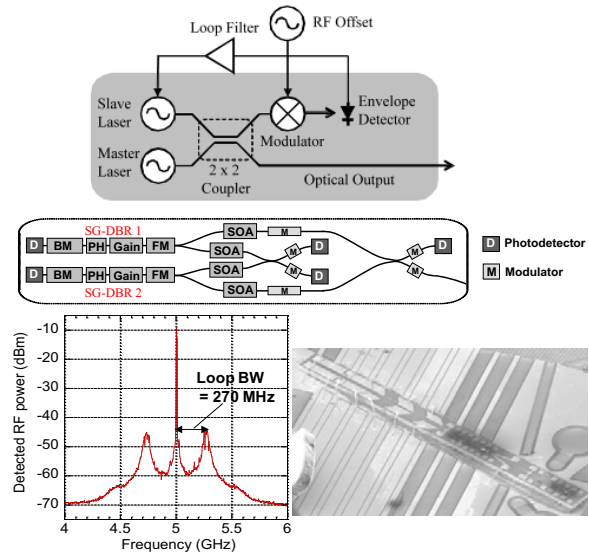 Loop Filter
RF Offset
Slave
Laser
Envelope
Detector
Modulator
Master
Laser
2 x 2
Coupler
Optical Output
SG-DBR 1
SOA
M
D
BM
PH
Gain
FM
SOA
M
D
M
D
D
Photodetector
D
BM
PH
Gain
FM
SOA
M
D
M
M
Modulator
SG-DBR 2
SOA
M
Detected RF power (dBm)
-10
-20
-30
-40
-50
-60
-70
Loop BW
= 270 MHz
4
4.5
5
5.5
6
Frequency (GHz)